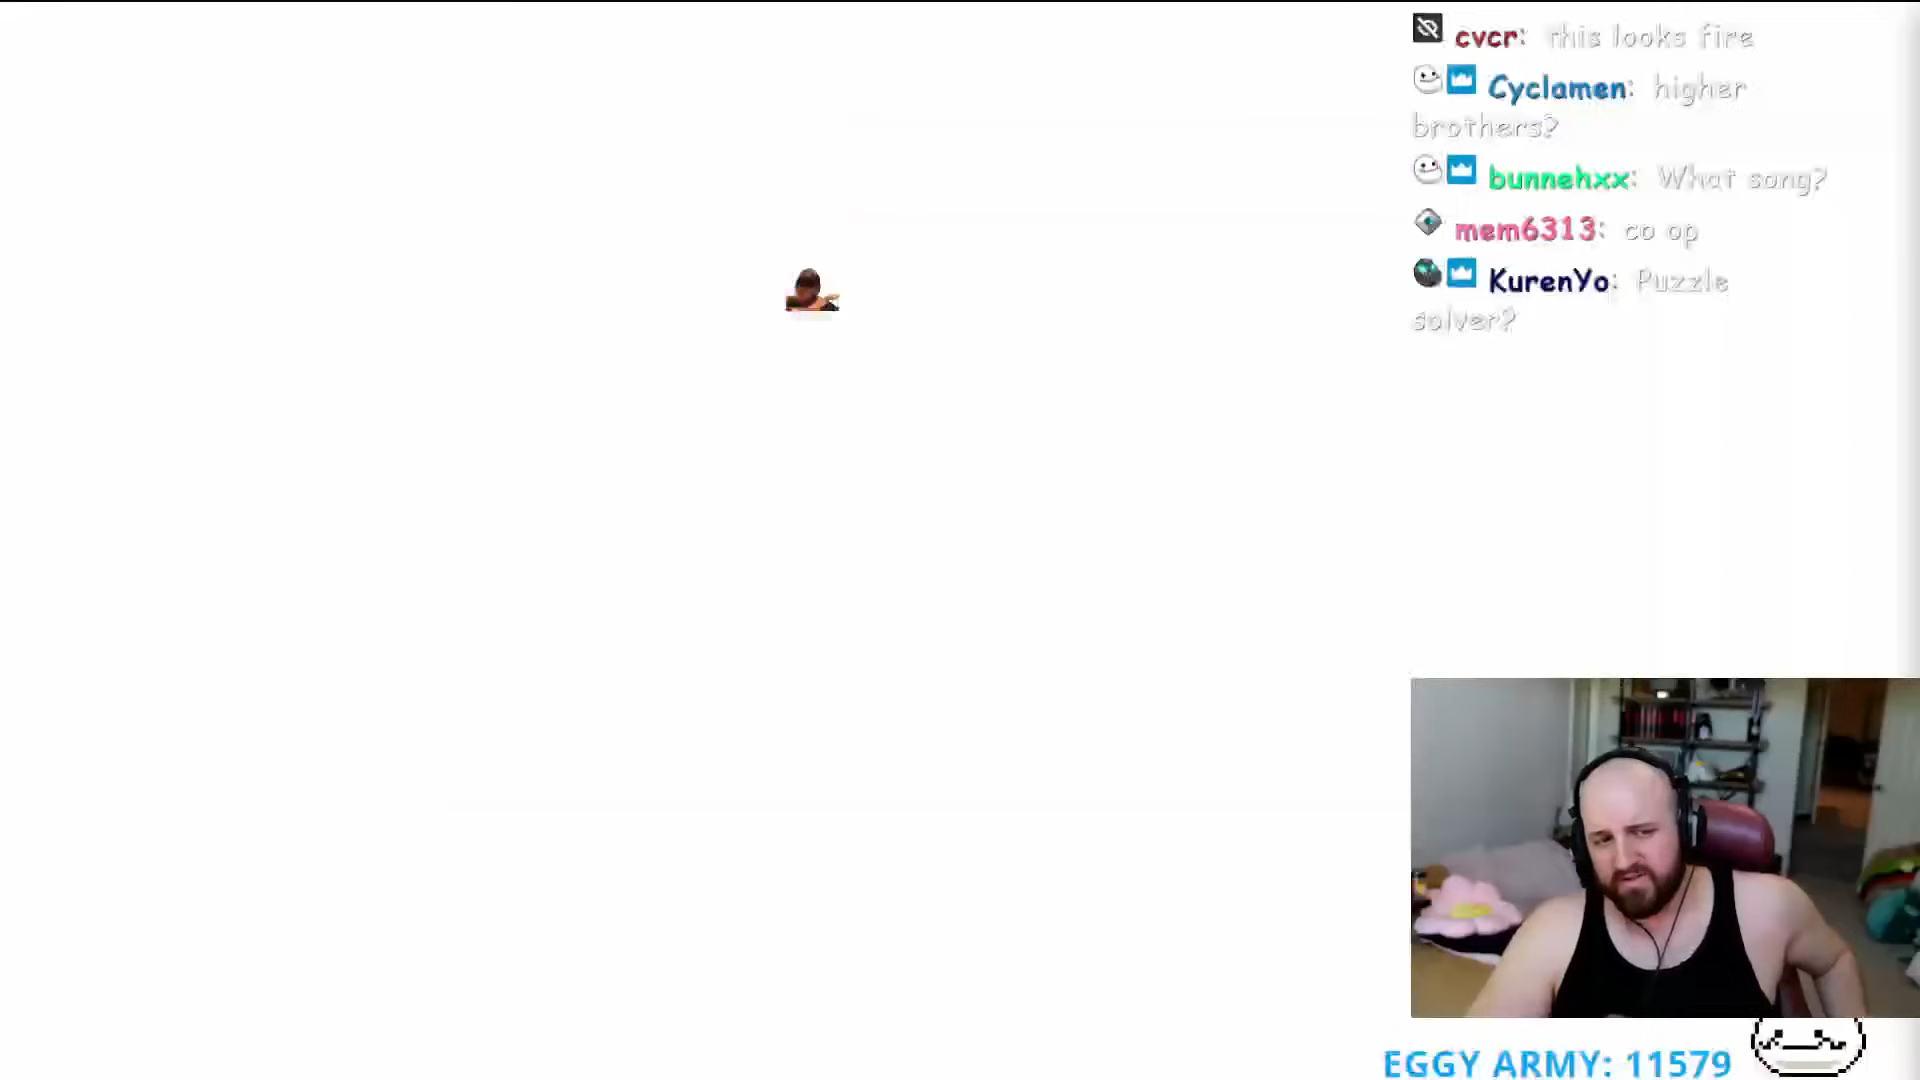 cvcr: this looks fire
Cyclamen: higher
brothers?
bunnehxx: What song?
mem6313: co op
KurenYo: Puzzle
solver?
EGGY ARMY: 11579